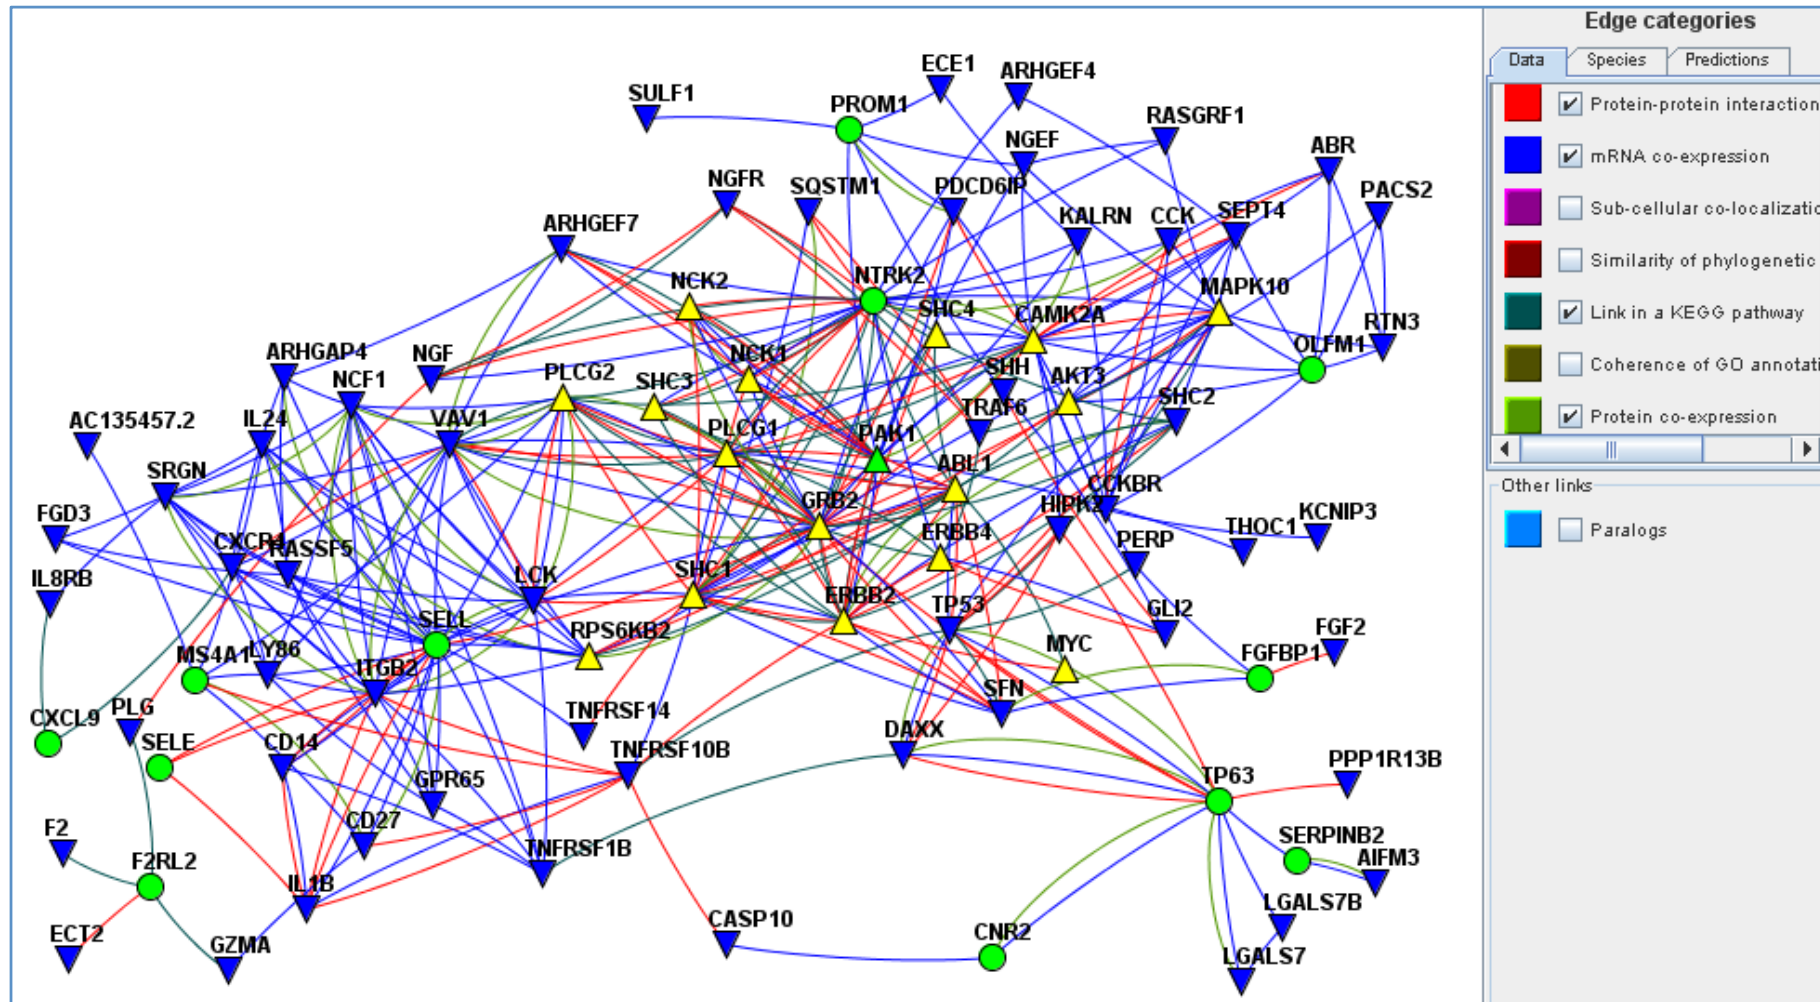 Edge categories
Data Species Predictions
Protein-protein interaction
mRNA co-expression
Sub-cellular co-localizatio
Similarity of phylogenetic
Link in a KEGG pathway
Coherence of GO annotati
Protein co-expression
Other links
Paralogs
ECE1
ARHGEF4
SULF1
PROM1
RASGRF1
NGEF
ABR
NGFR
SQSTM1
PDCD6IP
PACS2
KALRN
CCK
SEPT4
ARHGEF7
NCK2
NTRK2
MAPK10
SHC4
CAMK2A
RTN3
OLFM1
ARHGAP4
NGF
NCK1
SHH
NCF1
PLCG2
SHC3
AKT3
SHC2
AC135457.2
IL24
VAV1
TRAF6
PLCG1
PAK1
SRGN
ABL1
CCKBR
GRB2
HIPK2
KCNIP3
FGD3
THOC1
CXCR4
RASSF5
ERBB4
PERP
IL8RB
LCK
SHC1
ERBB2
TP53
GLI2
SELL
FGF2
RPS6KB2
MYC
MS4A1
LY86
ITGB2
FGFBP1
SFN
PLG
CXCL9
TNFRSF14
DAXX
SELE
CD14
TNFRSF10B
PPP1R13B
TP63
GPR65
CD27
F2
TNFRSF1B
SERPINB2
F2RL2
AIFM3
IL1B
LGALS7B
CASP10
CNR2
ECT2
GZMA
LGALS7